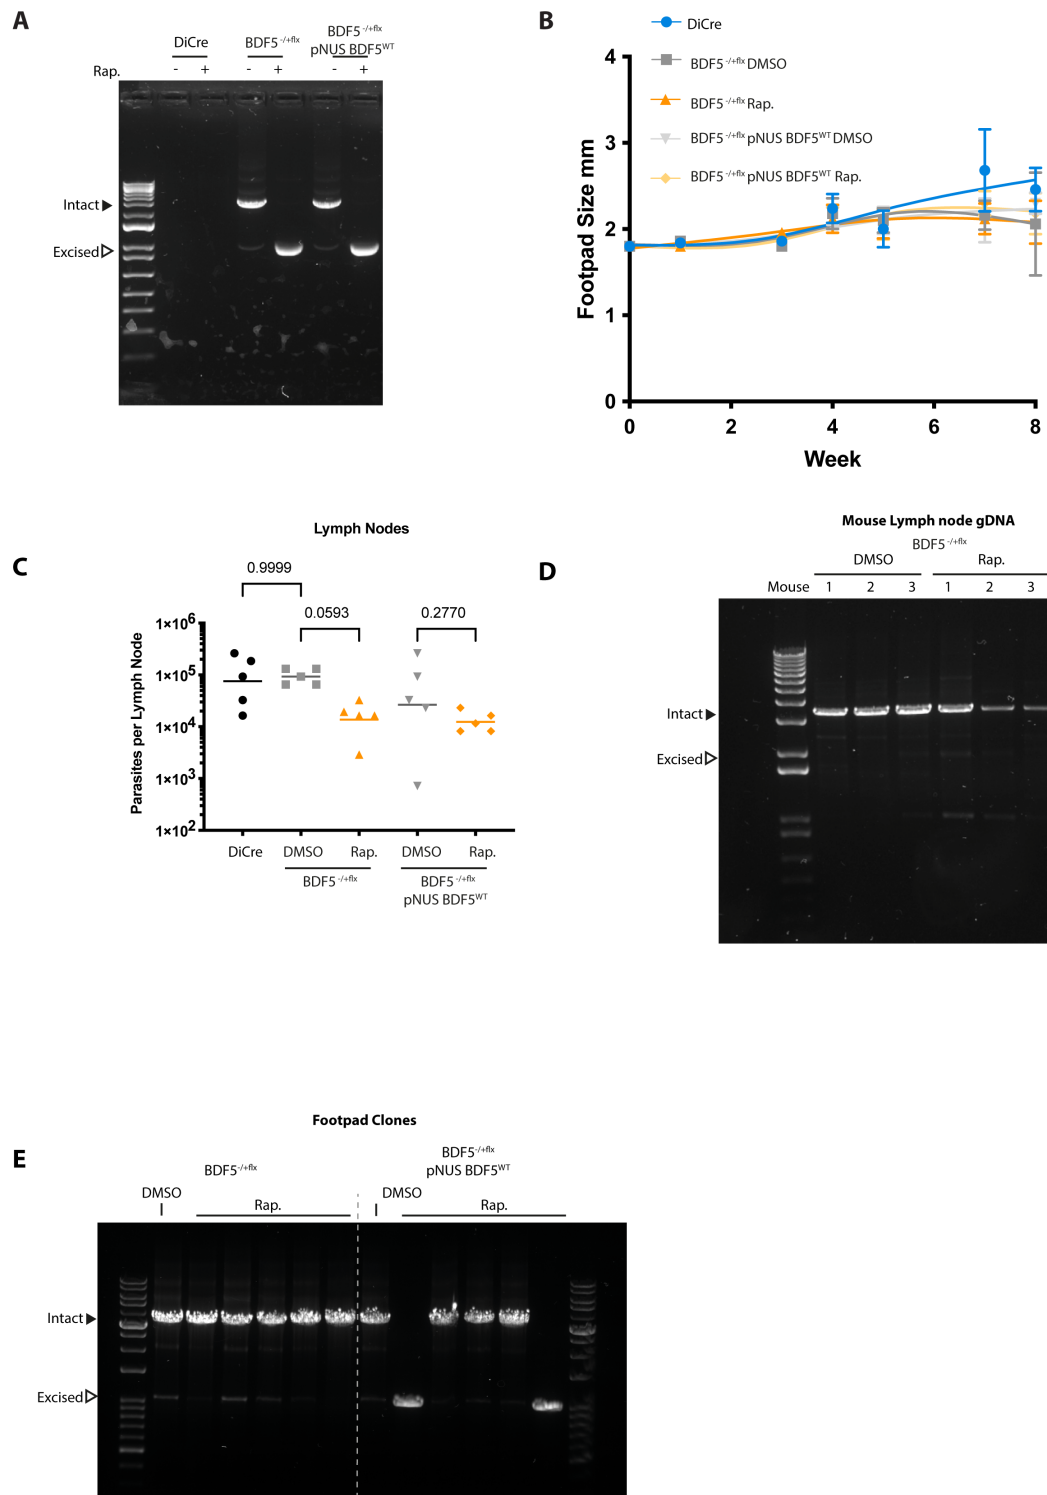 A
DiCre
BDF5 -/+flx
BDF5 -/+flx
pNUS BDF5WT
Rap.
-
+
-
+
-
+
Intact
Excised
B
DiCre
BDF5 -/+flx DMSO
BDF5 -/+flx Rap.
BDF5 -/+flx pNUS BDF5WT DMSO
BDF5 -/+flx pNUS BDF5WT Rap.
Footpad Size mm
4
3
2
1
0
0
2
4
6
8
Week
C
Lymph Nodes
0.9999
0.0593
0.2770
Parasites per Lymph Node
1×10^6
1×10^5
1×10^4
1×10^3
1×10^2
DiCre
DMSO
Rap.
DMSO
Rap.
BDF5 -/+flx
BDF5 -/+flx
pNUS BDF5WT
D
Mouse Lymph node gDNA
BDF5 -/+flx
DMSO
Rap.
Mouse
1
2
3
1
2
3
Intact
Excised
E
Footpad Clones
BDF5-/+flx
BDF5-/+flx
pNUS BDF5WT
DMSO
Rap.
DMSO
Rap.
Intact
Excised